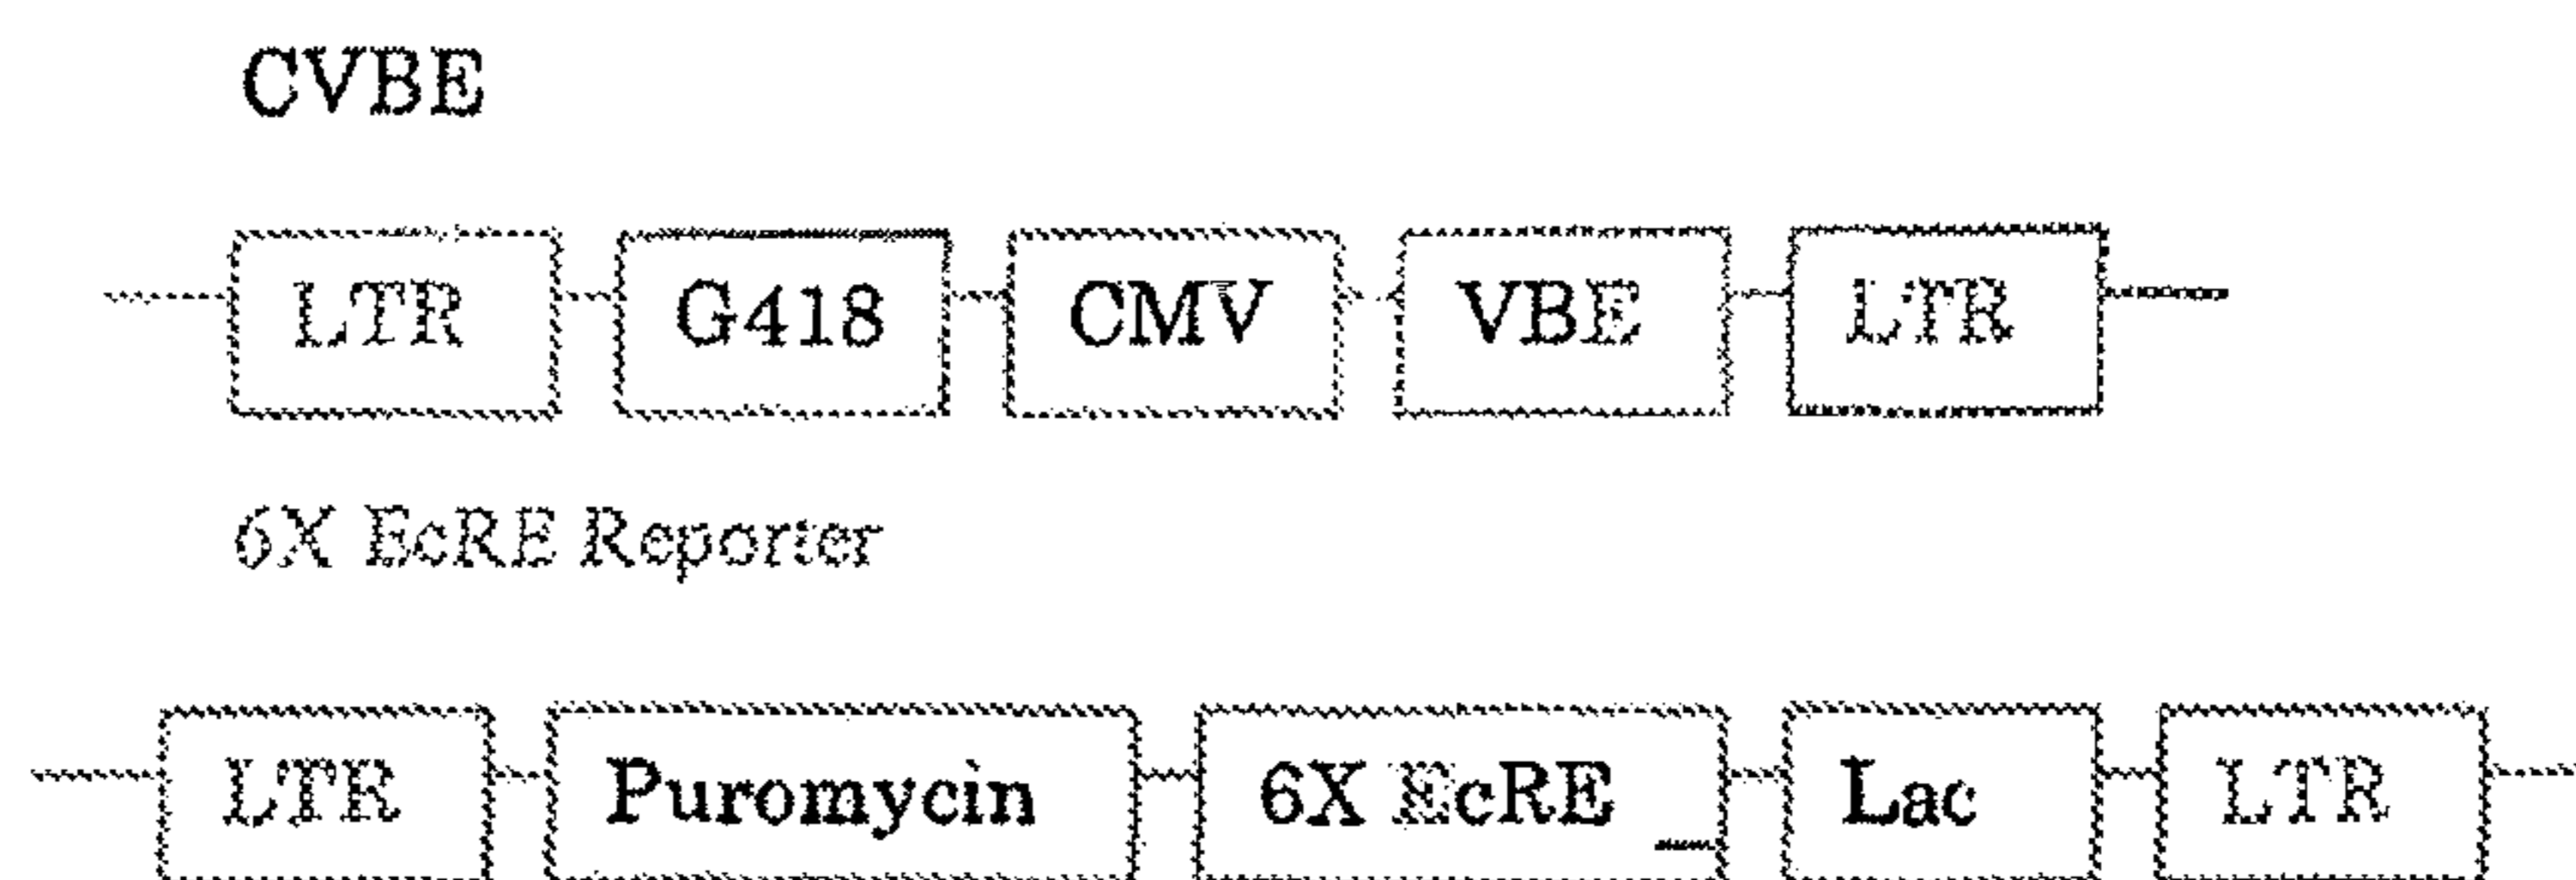 CVBE
LTR G418 CMV VBE LTR
6X EcRE Reporter
LTR Puromycin 6X EcRE Lac LTR